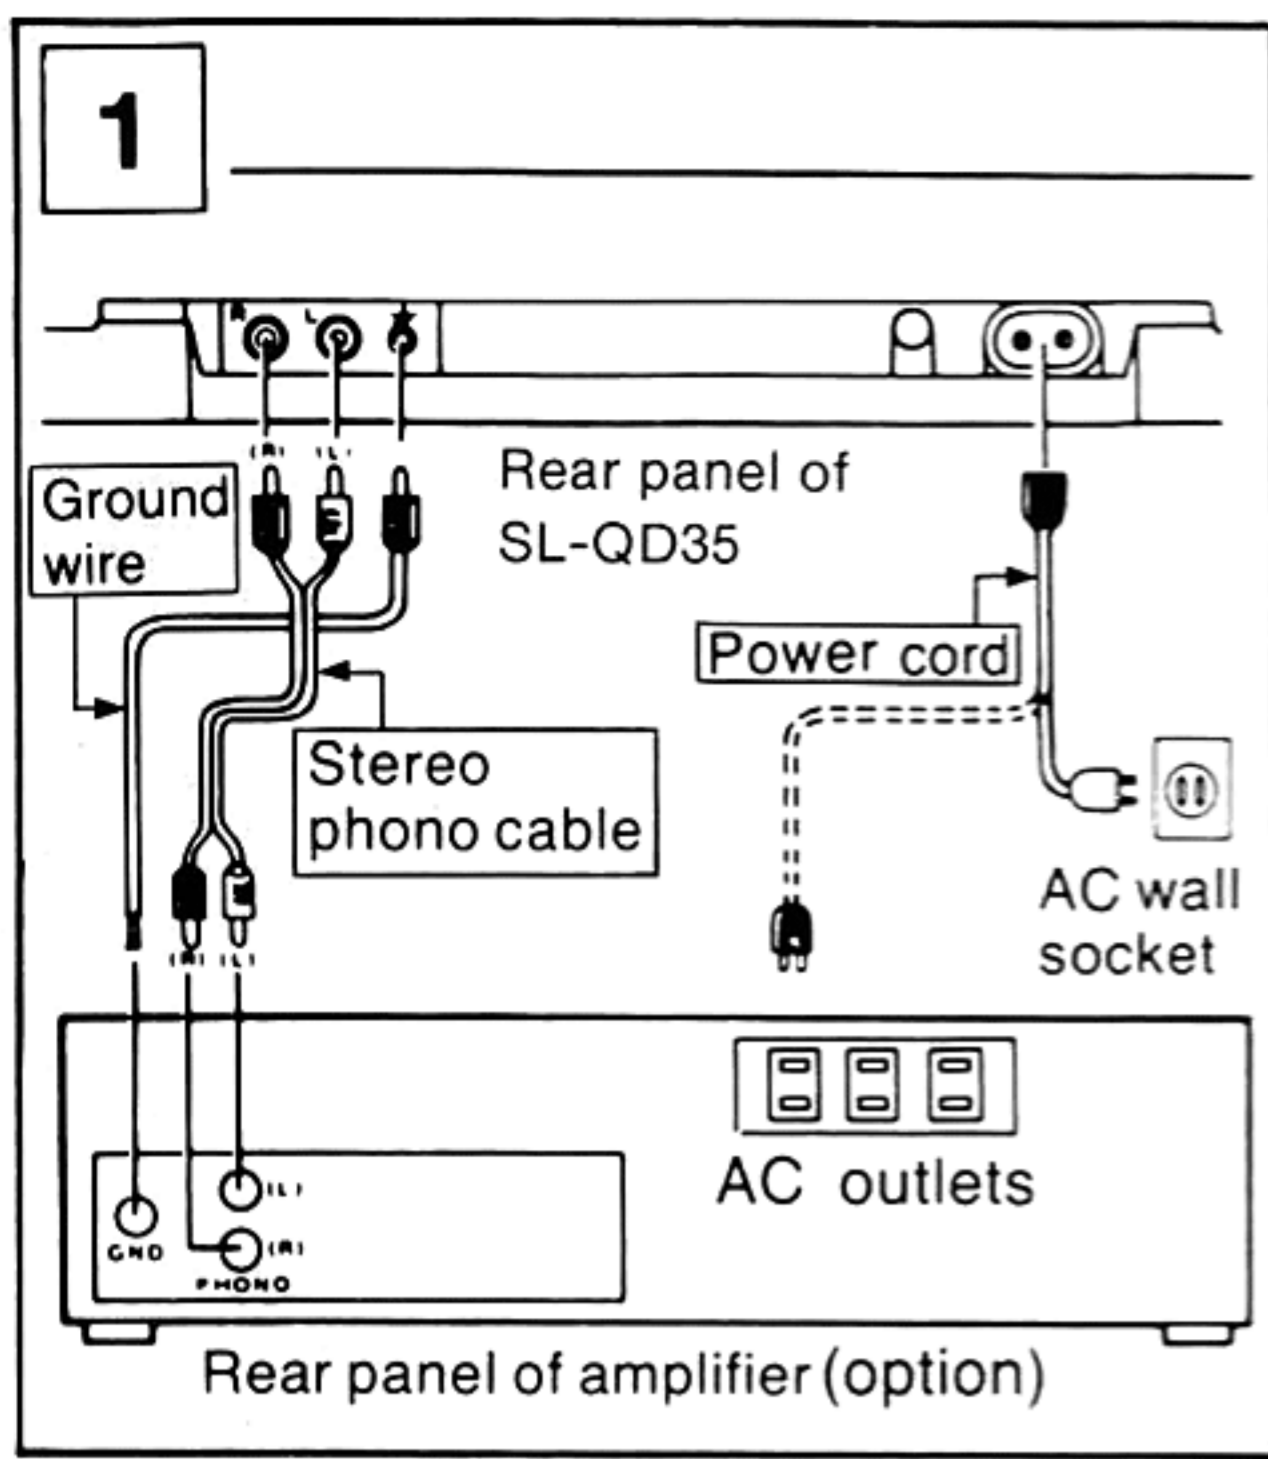 1
R L
(R) (L)
Ground
wire
Rear panel of
SL-QD35
Power cord
Stereo
phono cable
AC wall
socket
(R) (L)
AC outlets
(L)
(R)
GND
PHONO
Rear panel of amplifier (option)